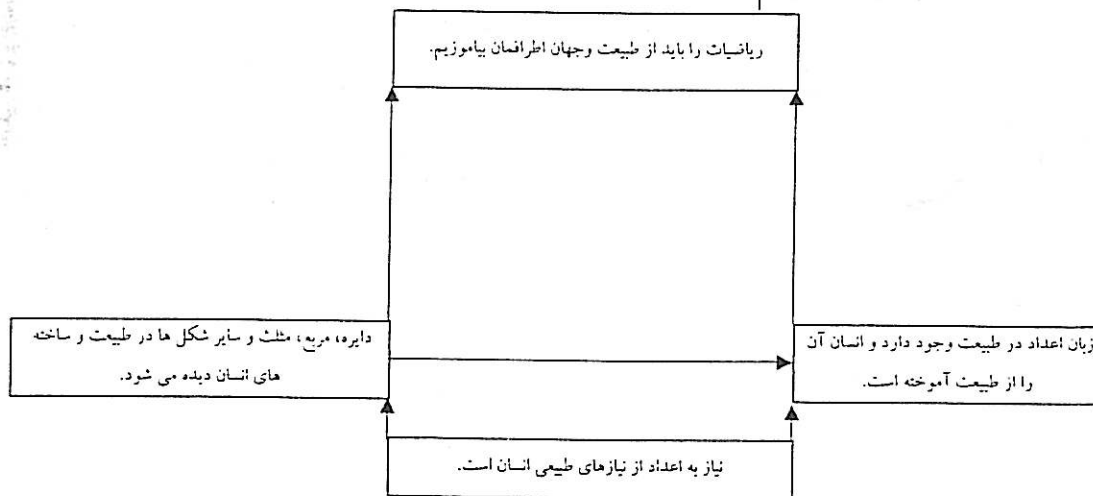 ریاضیات را باید از طبیعت وجهان اطرافمان بیاموزیم.
زبان اعداد در طبیعت وجود دارد و انسان آن
را از طبیعت آموخته است.
دایره، مربع، مثلث و سایر شکل ها در طبیعت و ساخته
های انسان دیده می شود.
نیاز به اعداد از نیازهای طبیعی انسان است.